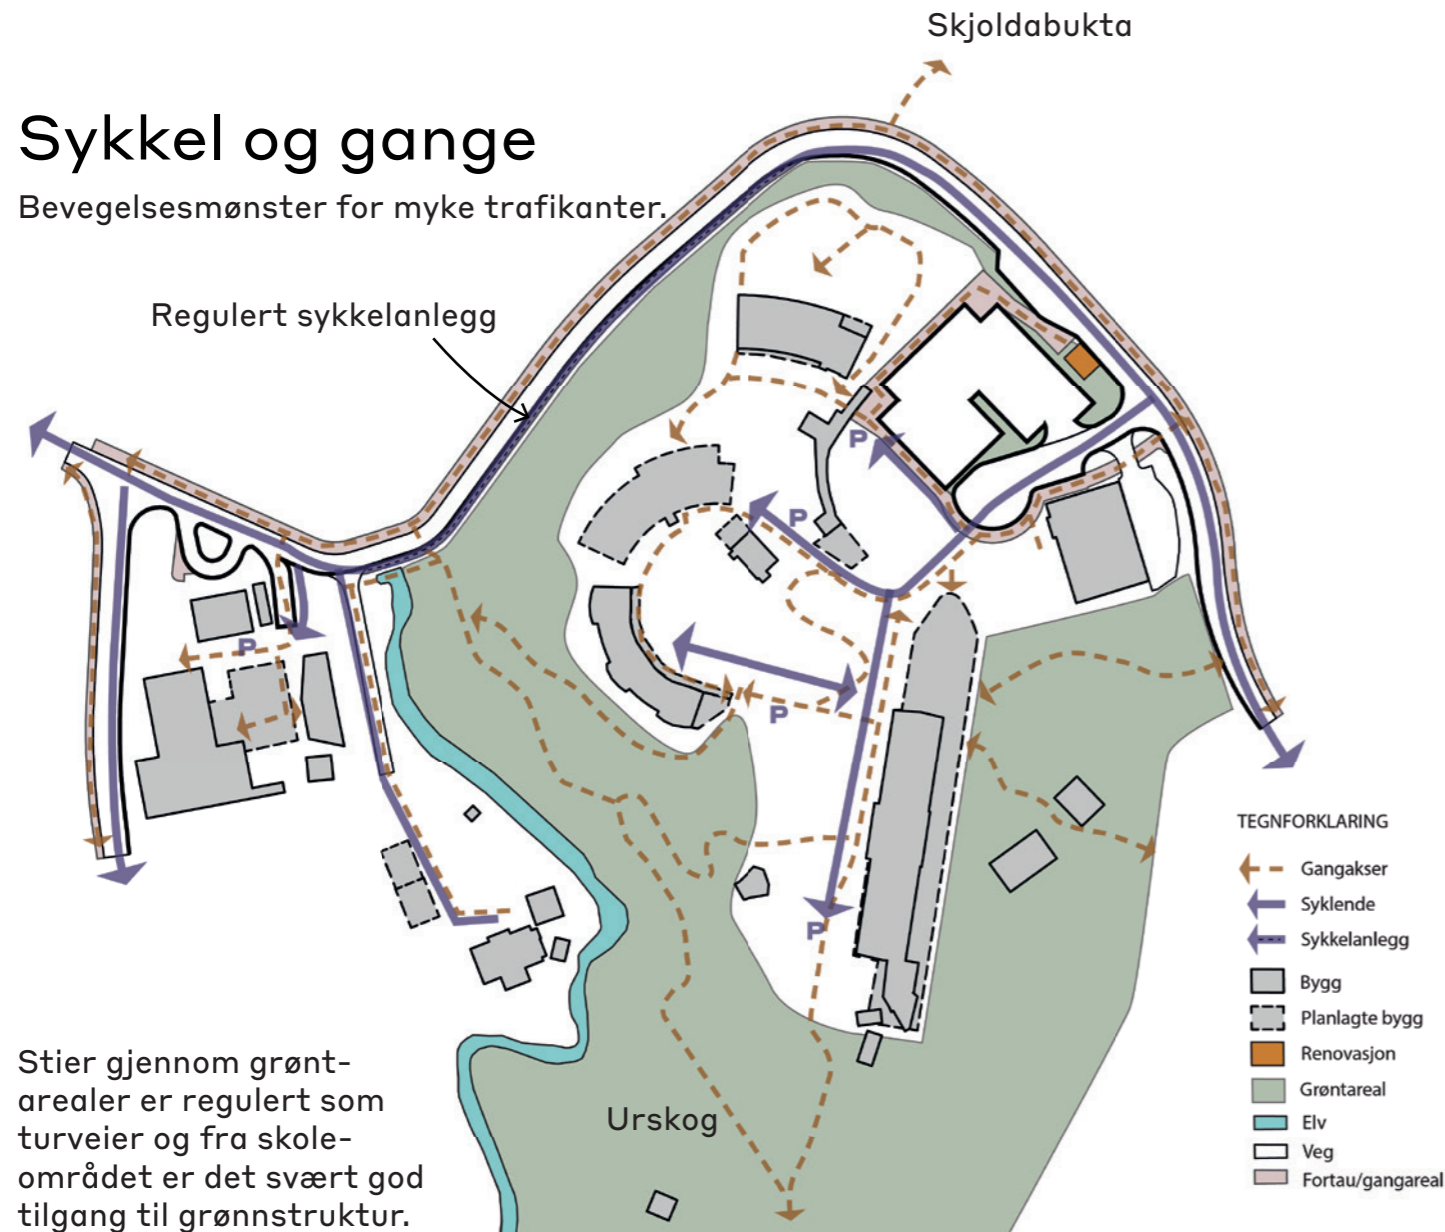 Skjoldabukta
Sykkel og gange
Bevegelsesmønster for myke trafikanter.
Regulert sykkelanlegg
P
P
P
P
P
TEGNFORKLARING
Gangakser
Syklende
Sykkelanlegg
Bygg
Planlagte bygg
Renovasjon
Grøntareal
Elv
Veg
Fortau/gangareal
Urskog
Stier gjennom grønt-
arealer er regulert som
turveier og fra skole-
området er det svært god
tilgang til grønnstruktur.